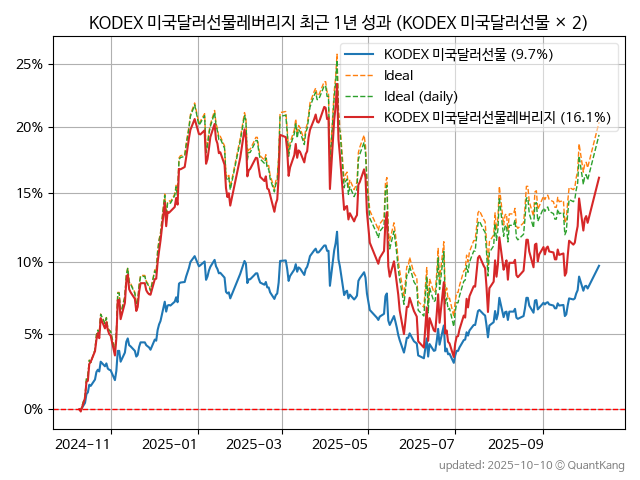 KODEX 미국달러선물레버리지 최근 1년 성과 (KODEX 미국달러선물 × 2)
KODEX 미국달러선물 (9.7%)
Ideal
Ideal (daily)
KODEX 미국달러선물레버리지 (16.1%)
25%
20%
15%
10%
5%
0%
2024-11
2025-01
2025-03
2025-05
2025-07
2025-09
updated: 2025-10-10 © QuantKang